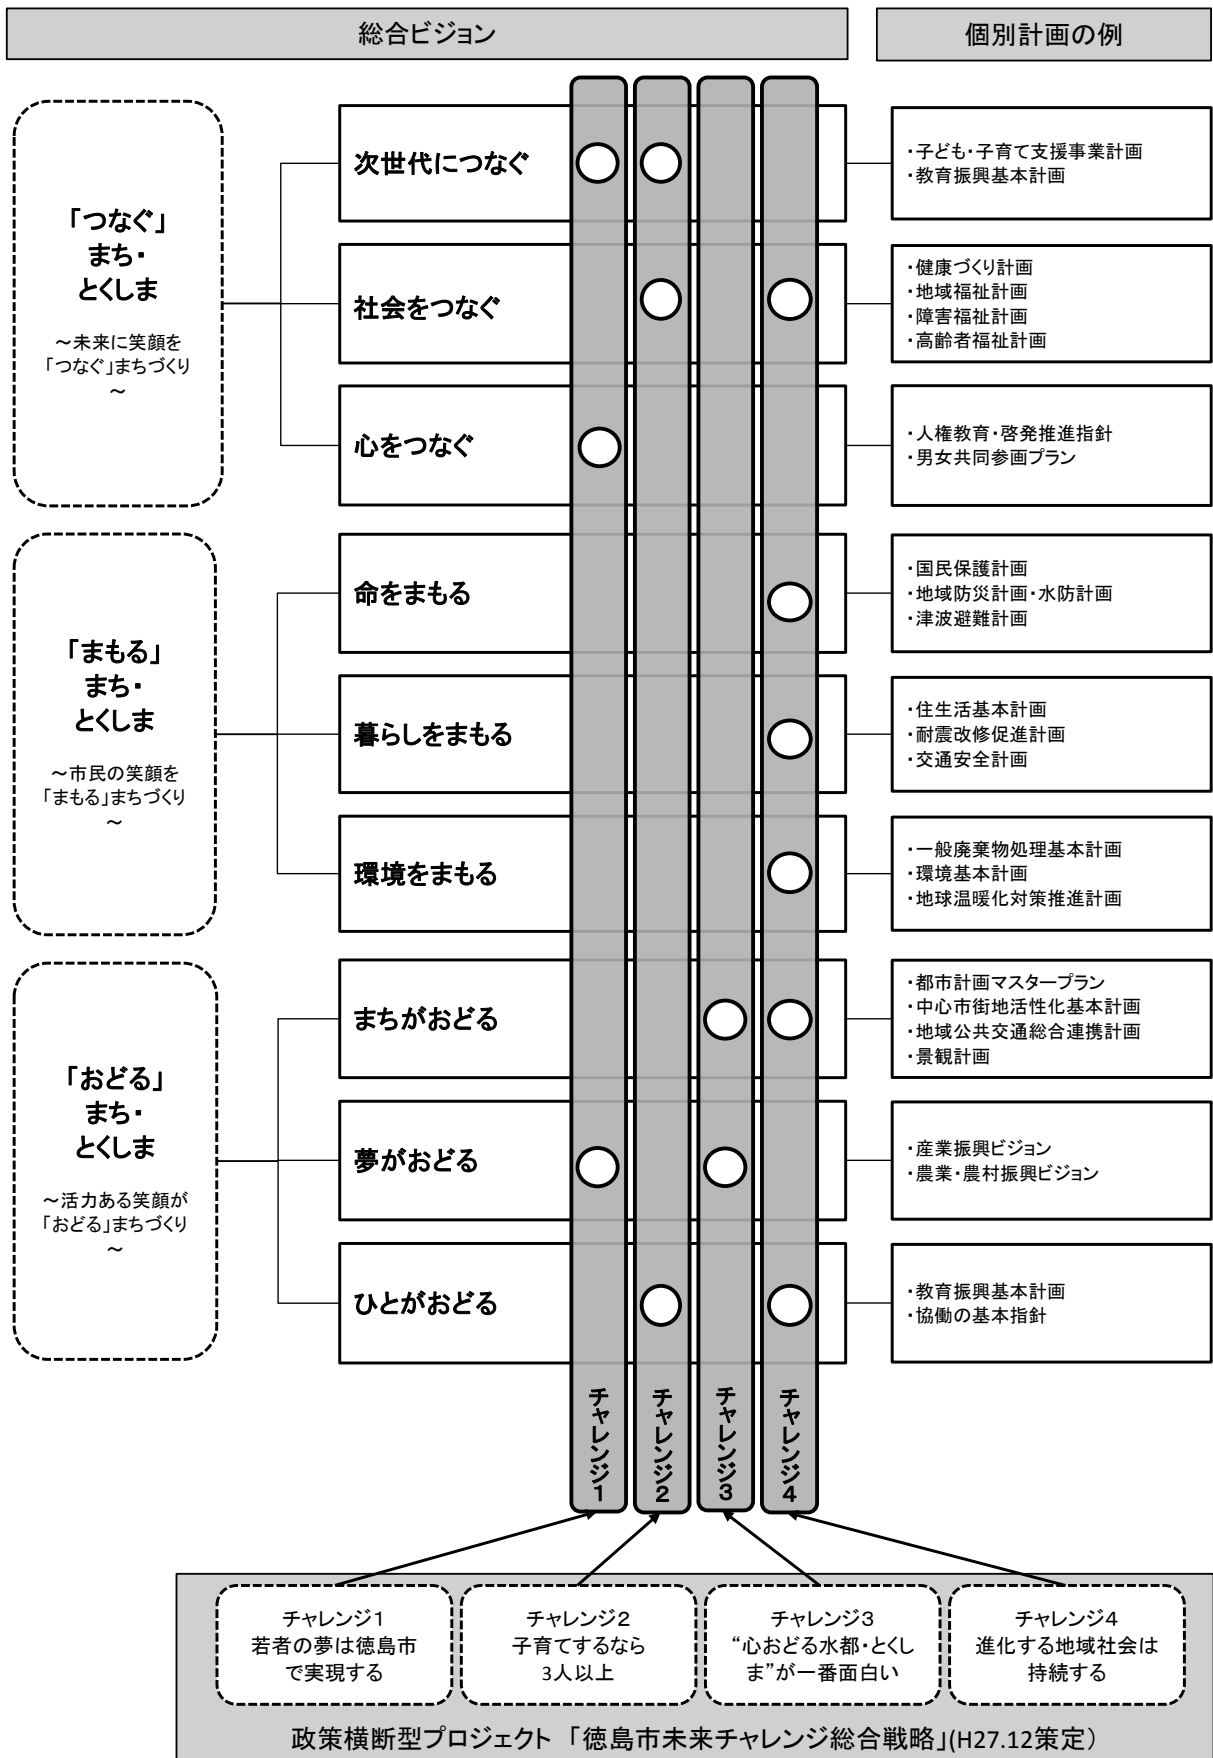 総合ビジョン
個別計画の例
「つなぐ」
まち・
とくしま
～未来に笑顔を
「つなぐ」まちづくり
～
次世代につなぐ
・子ども・子育て支援事業計画
・教育振興基本計画
社会をつなぐ
・健康づくり計画
・地域福祉計画
・障害福祉計画
・高齢者福祉計画
心をつなぐ
・人権教育・啓発推進指針
・男女共同参画プラン
「まもる」
まち・
とくしま
～市民の笑顔を
「まもる」まちづくり
～
命をまもる
・国民保護計画
・地域防災計画・水防計画
・津波避難計画
暮らしをまもる
・住生活基本計画
・耐震改修促進計画
・交通安全計画
環境をまもる
・一般廃棄物処理基本計画
・環境基本計画
・地球温暖化対策推進計画
「おどる」
まち・
とくしま
～活力ある笑顔が
「おどる」まちづくり
～
まちがおどる
・都市計画マスタープラン
・中心市街地活性化基本計画
・地域公共交通総合連携計画
・景観計画
夢がおどる
・産業振興ビジョン
・農業・農村振興ビジョン
ひとがおどる
・教育振興基本計画
・協働の基本指針
チャレンジ1
チャレンジ2
チャレンジ3
チャレンジ4
チャレンジ1
若者の夢は徳島市
で実現する
チャレンジ2
子育てするなら
3人以上
チャレンジ3
“心おどる水都・とくし
ま”が一番面白い
チャレンジ4
進化する地域社会は
持続する
政策横断型プロジェクト 「徳島市未来チャレンジ総合戦略」(H27.12策定)